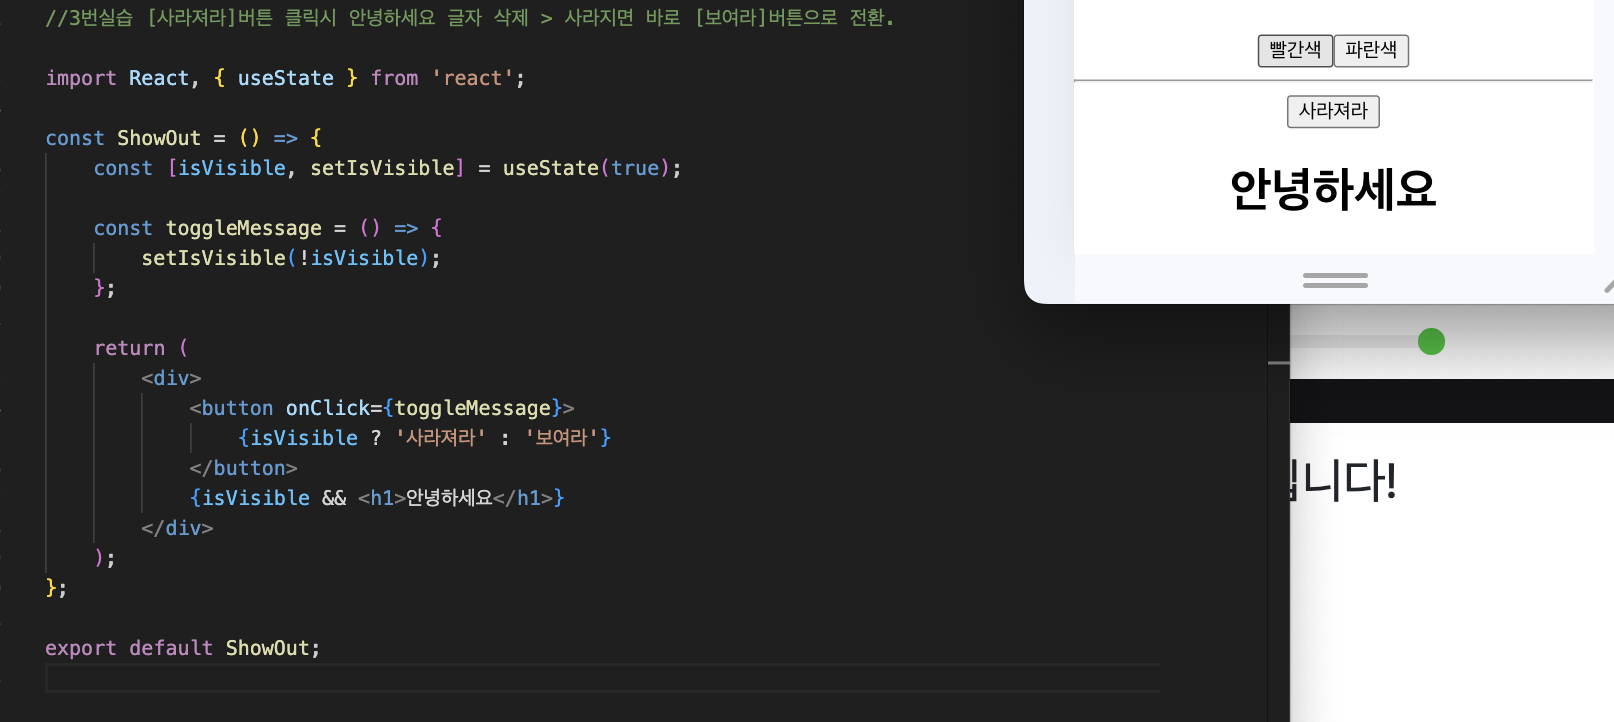 //3번실습 [사라져라]버튼 클릭시 안녕하세요 글자 삭제 > 사라지면 바로 [보여라]버튼으로 전환.
import React, { useState } from 'react';
const ShowOut = () => {
const [isVisible, setIsVisible] = useState(true);
const toggleMessage = () => {
setIsVisible(!isVisible);
};
return (
<div>
<button onClick={toggleMessage}>
{isVisible ? '사라져라' : '보여라'}
</button>
{isVisible && <h1>안녕하세요</h1>}
</div>
);
};
export default ShowOut;
빨간색 파란색
사라져라
안녕하세요
니다!